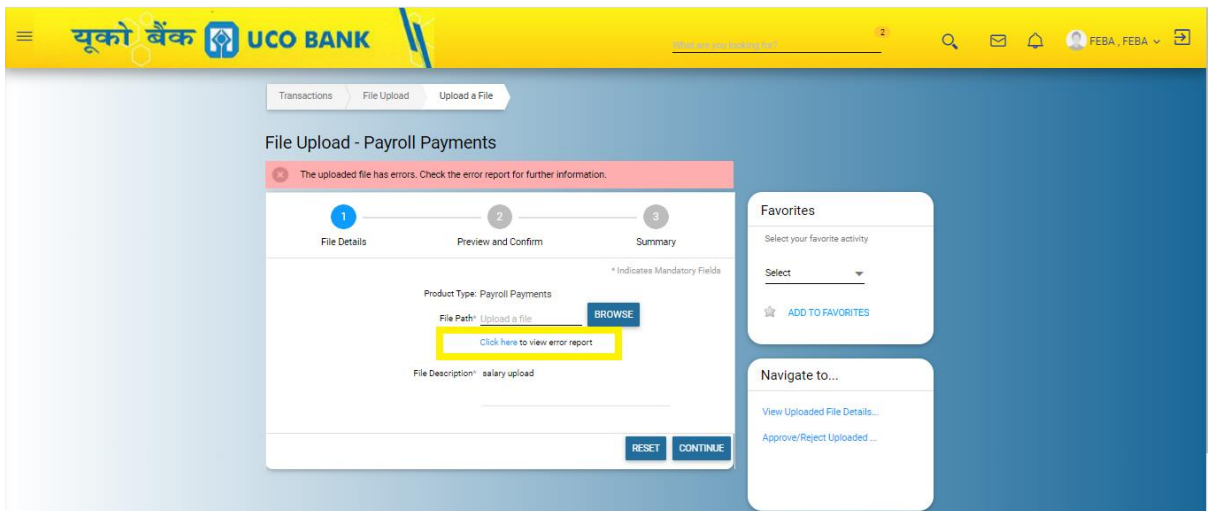 यूको बैंक UCO BANK
What are you looking for?
2
FEBA , FEBA
Transactions File Upload Upload a File
File Upload - Payroll Payments
The uploaded file has errors. Check the error report for further information.
1 2 3
File Details Preview and Confirm Summary
* Indicates Mandatory Fields
Product Type: Payroll Payments
File Path* Upload a file BROWSE
Click here to view error report
File Description* salary upload
RESET CONTINUE
Favorites
Select your favorite activity
Select
ADD TO FAVORITES
Navigate to...
View Uploaded File Details...
Approve/Reject Uploaded ...